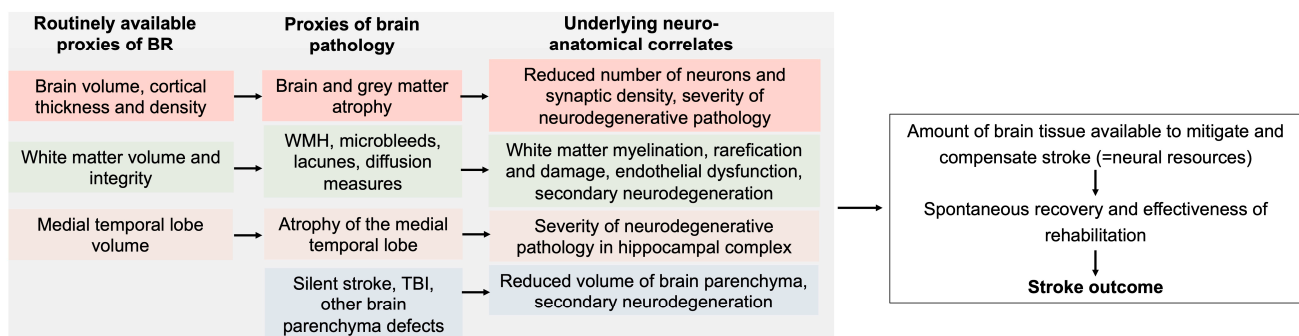 Routinely available
proxies of BR
Proxies of brain
pathology
Underlying neuro-
anatomical correlates
Brain volume, cortical
thickness and density
Brain and grey matter
atrophy
Reduced number of neurons and
synaptic density, severity of
neurodegenerative pathology
White matter volume and
integrity
WMH, microbleeds,
lacunes, diffusion
measures
White matter myelination, rarefication
and damage, endothelial dysfunction,
secondary neurodegeneration
Medial temporal lobe
volume
Atrophy of the medial
temporal lobe
Severity of neurodegenerative
pathology in hippocampal complex
Silent stroke, TBI,
other brain
parenchyma defects
Reduced volume of brain parenchyma,
secondary neurodegeneration
Amount of brain tissue available to mitigate and
compensate stroke (=neural resources)
Spontaneous recovery and effectiveness of
rehabilitation
Stroke outcome